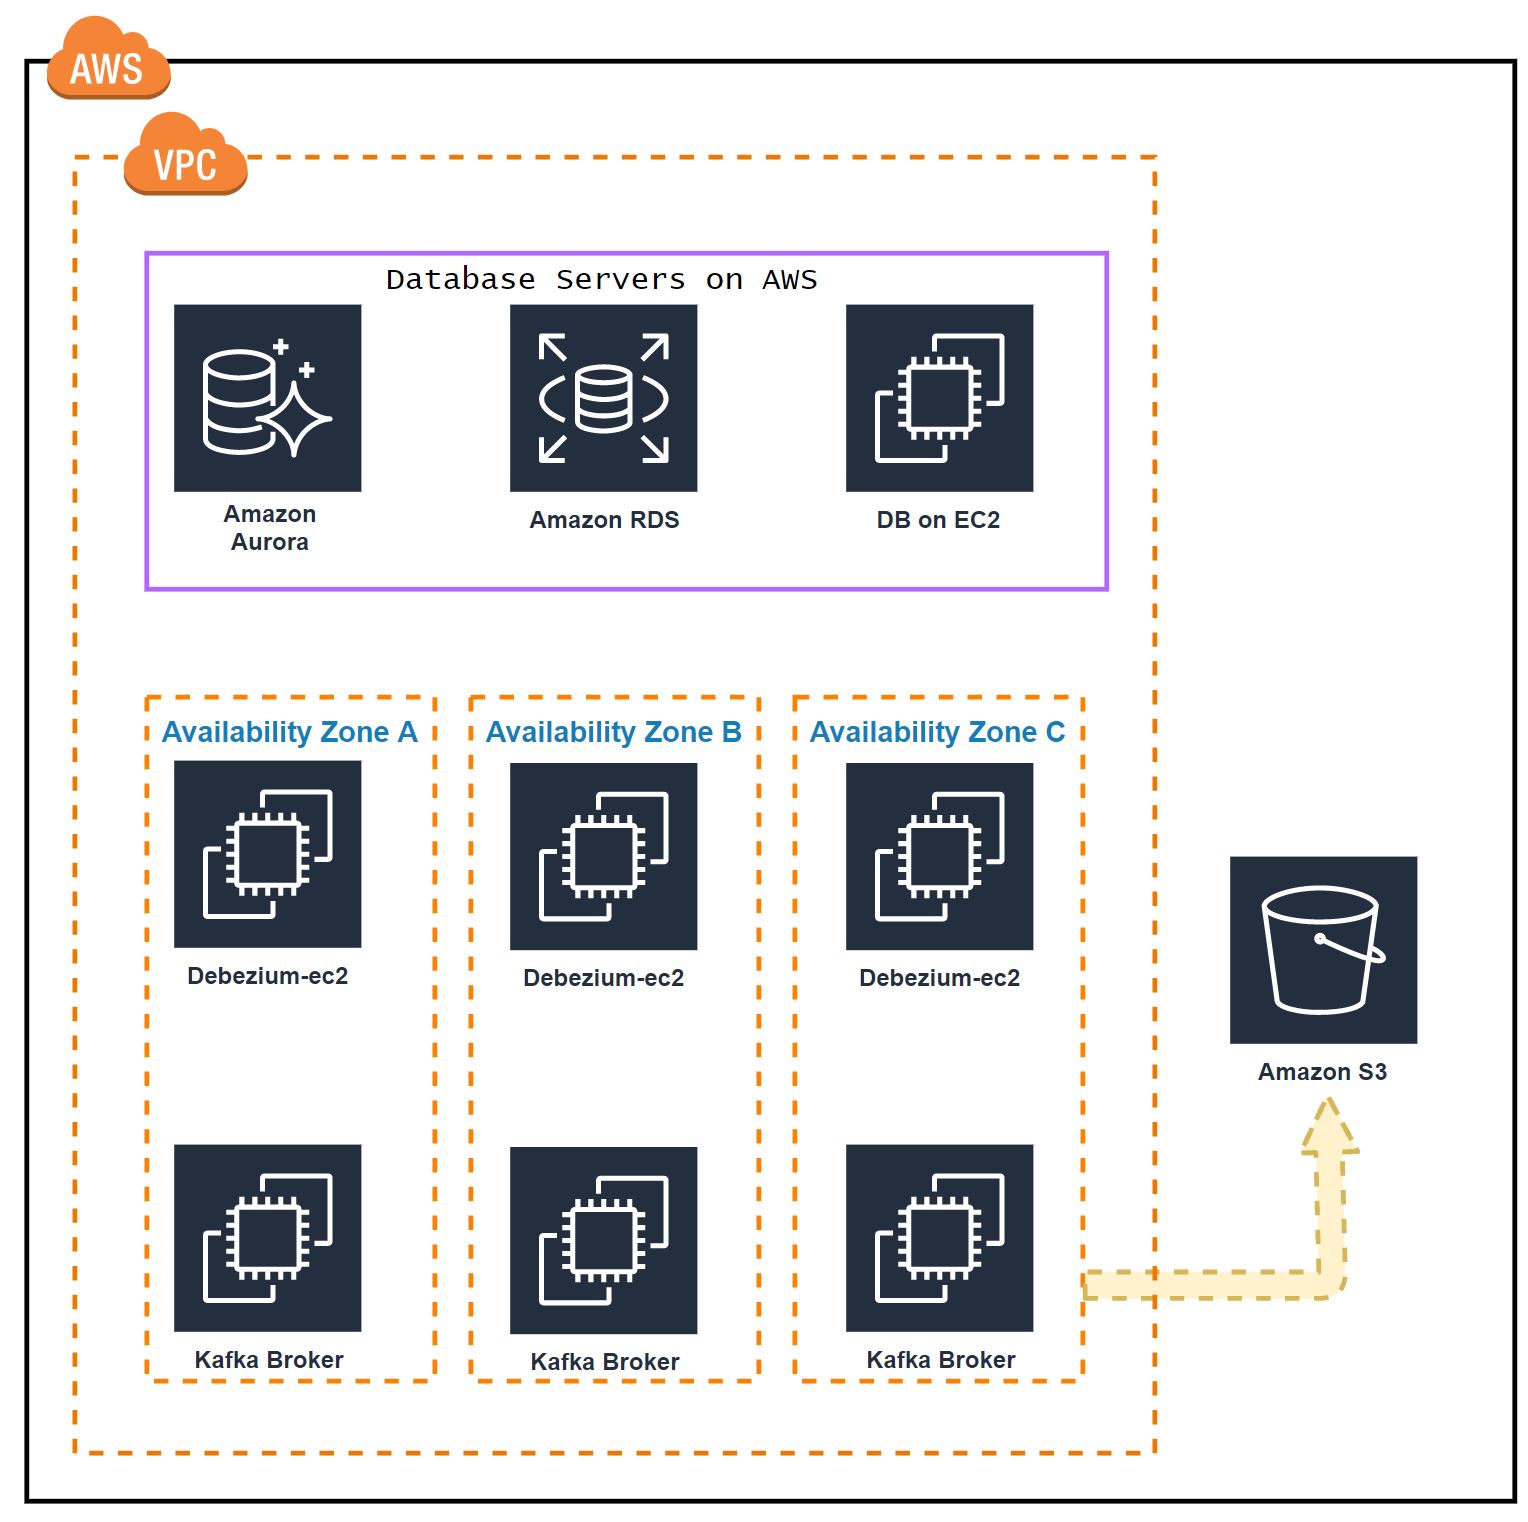 AWS
VPC
Database Servers on AWS
Amazon
Aurora
Amazon RDS
DB on EC2
Availability Zone A
Availability Zone B
Availability Zone C
Debezium-ec2
Debezium-ec2
Debezium-ec2
Amazon S3
Kafka Broker
Kafka Broker
Kafka Broker